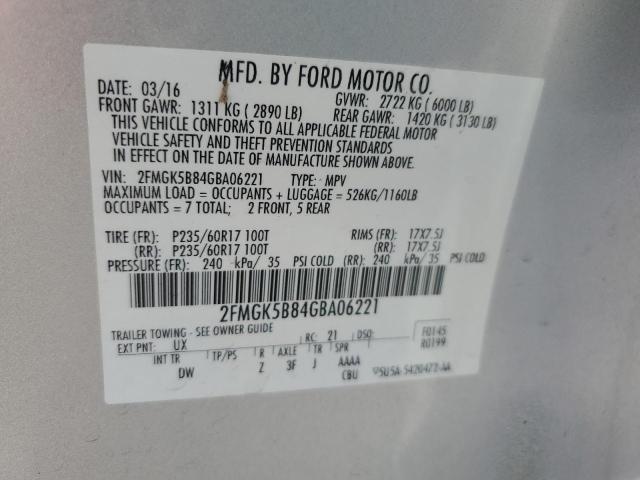 MFD. BY FORD MOTOR CO.
DATE: 03/16 GVWR: 2722 KG ( 6000 LB)
FRONT GAWR: 1311 KG ( 2890 LB) REAR GAWR: 1420 KG ( 3130 LB)
THIS VEHICLE CONFORMS TO ALL APPLICABLE FEDERAL MOTOR
VEHICLE SAFETY AND THEFT PREVENTION STANDARDS
IN EFFECT ON THE DATE OF MANUFACTURE SHOWN ABOVE.
VIN: 2FMGK5B84GBA06221 TYPE: MPV
MAXIMUM LOAD = OCCUPANTS + LUGGAGE = 526KG/1160LB
OCCUPANTS = 7 TOTAL; 2 FRONT, 5 REAR
TIRE (FR): P235/60R17 100T RIMS (FR): 17X7.5J
(RR): P235/60R17 100T (RR): 17X7.5J
PRESSURE (FR): 240 kPa/ 35 PSI COLD (RR): 240 kPa/ 35 PSI COLD
2FMGK5B84GBA06221
TRAILER TOWING - SEE OWNER GUIDE
EXT PNT: UX RC: 21 DSO: F0145
R0199
INT TR TP/PS R AXLE TR SPR
DW Z 3F J AAAA
CBU